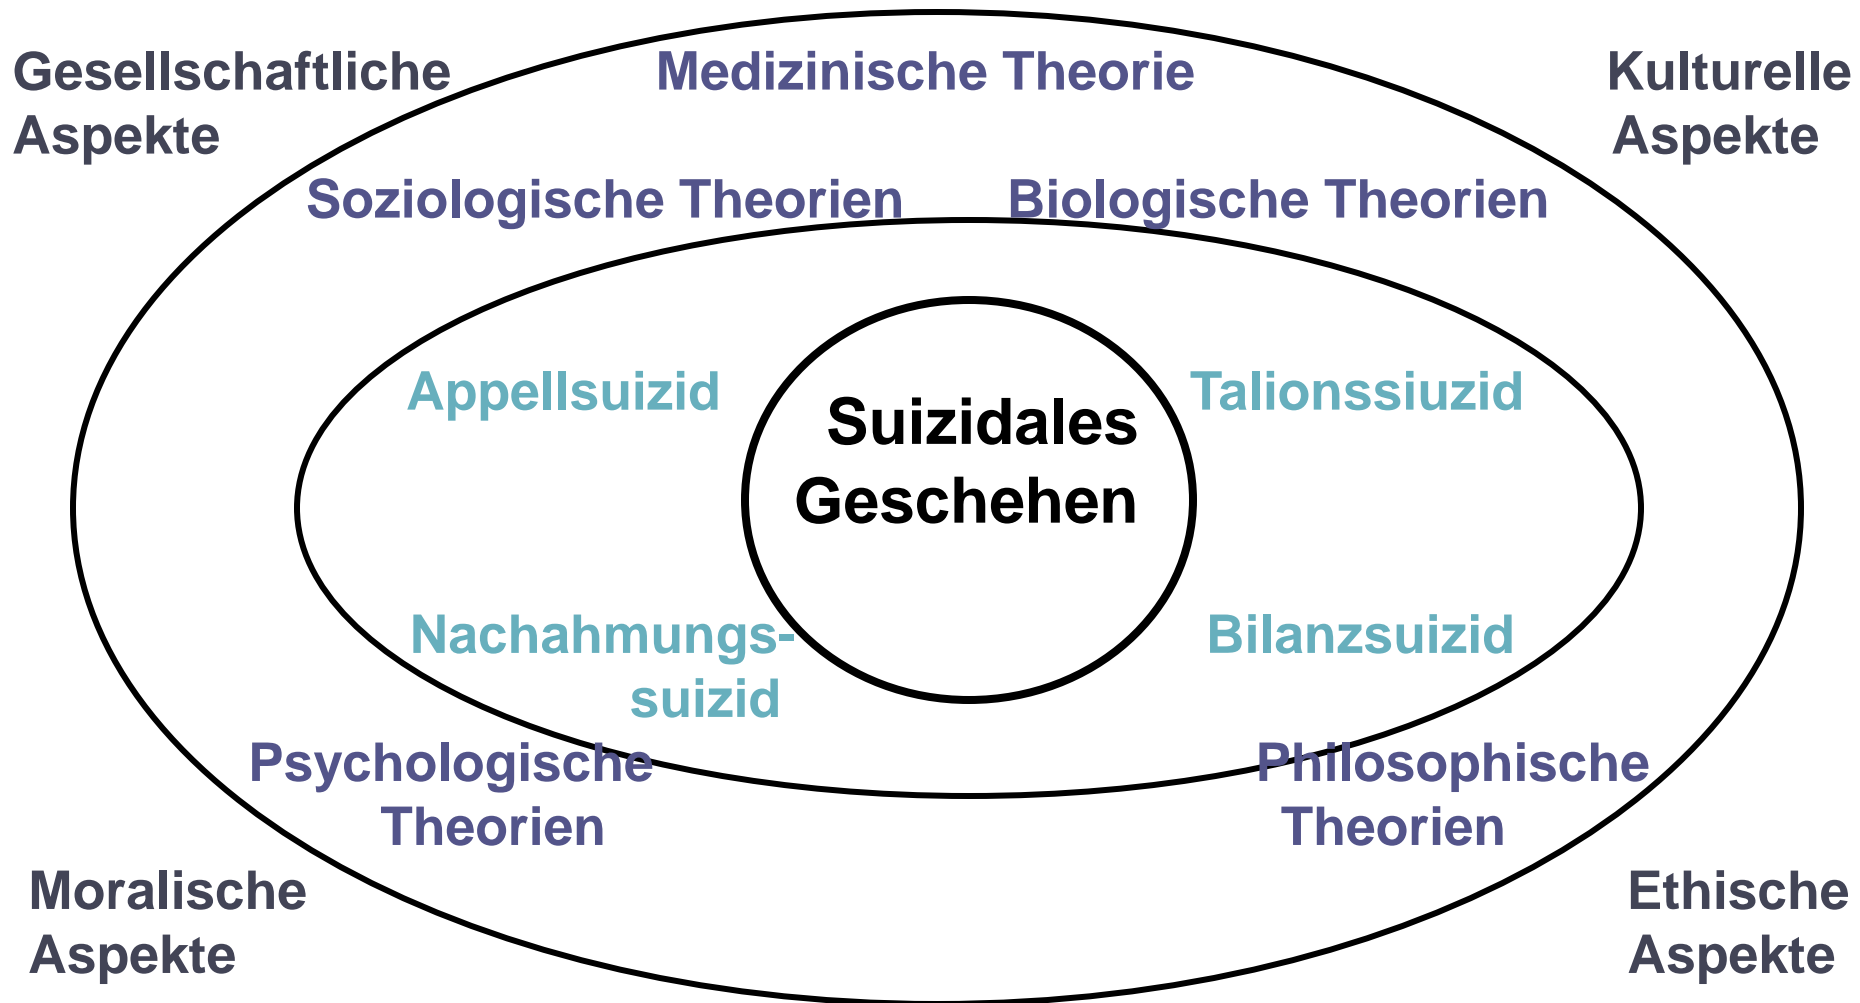 Gesellschaftliche
Aspekte
Medizinische Theorie
Kulturelle
Aspekte
Soziologische Theorien
Biologische Theorien
Appellsuizid
Talionssiuzid
Suizidales
Geschehen
Nachahmungs-
suizid
Bilanzsuizid
Psychologische
Theorien
Philosophische
Theorien
Moralische
Aspekte
Ethische
Aspekte